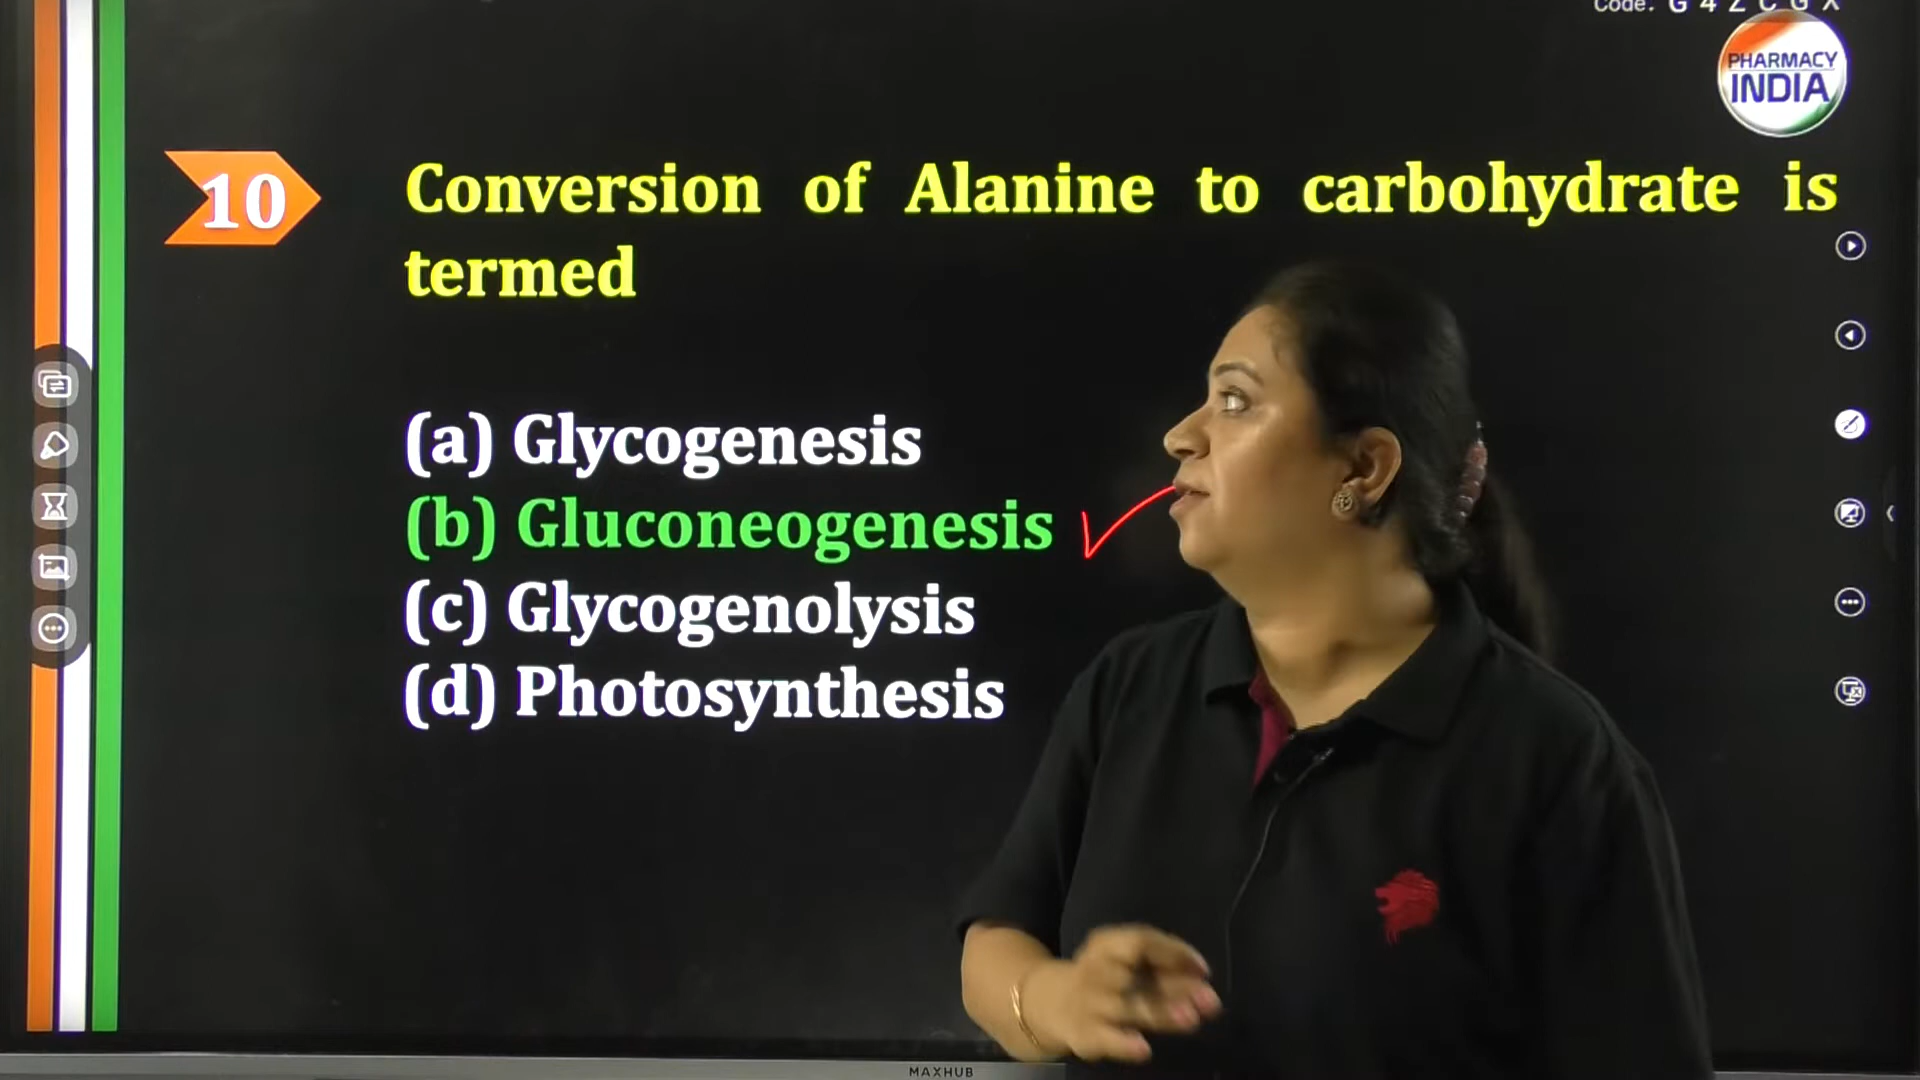 Code: G 4 Z C G X
PHARMACY
INDIA
10
Conversion of Alanine to carbohydrate is
termed
(a) Glycogenesis
(b) Gluconeogenesis
(c) Glycogenolysis
(d) Photosynthesis
MAXHUB